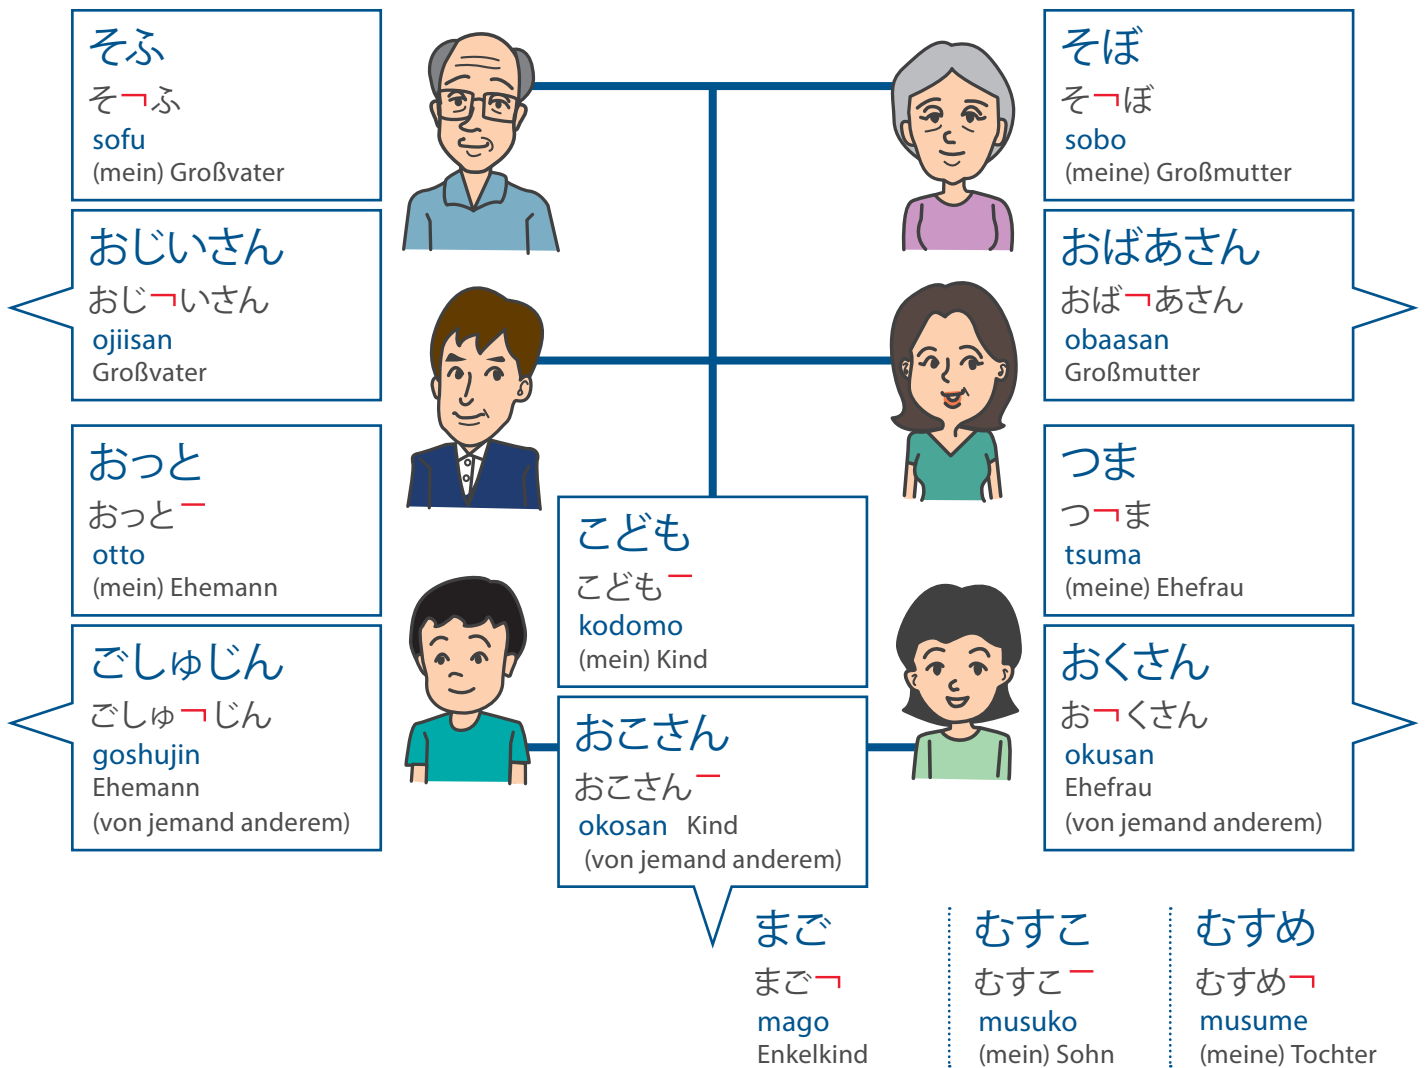 そふ
そ¬ふ
sofu
(mein) Großvater
そぼ
そ¬ぼ
sobo
(meine) Großmutter
おじいさん
おじ¬いさん
ojiisan
Großvater
おばあさん
おば¬あさん
obaasan
Großmutter
おっと
おっと¯
otto
(mein) Ehemann
つま
つ¬ま
tsuma
(meine) Ehefrau
こども
こども¯
kodomo
(mein) Kind
ごしゅじん
ごしゅ¬じん
goshujin
Ehemann
(von jemand anderem)
おこさん
おこさん¯
okosan Kind
(von jemand anderem)
おくさん
お¬くさん
okusan
Ehefrau
(von jemand anderem)
まご
まご¬
mago
Enkelkind
むすこ
むすこ¯
musuko
(mein) Sohn
むすめ
むすめ¬
musume
(meine) Tochter